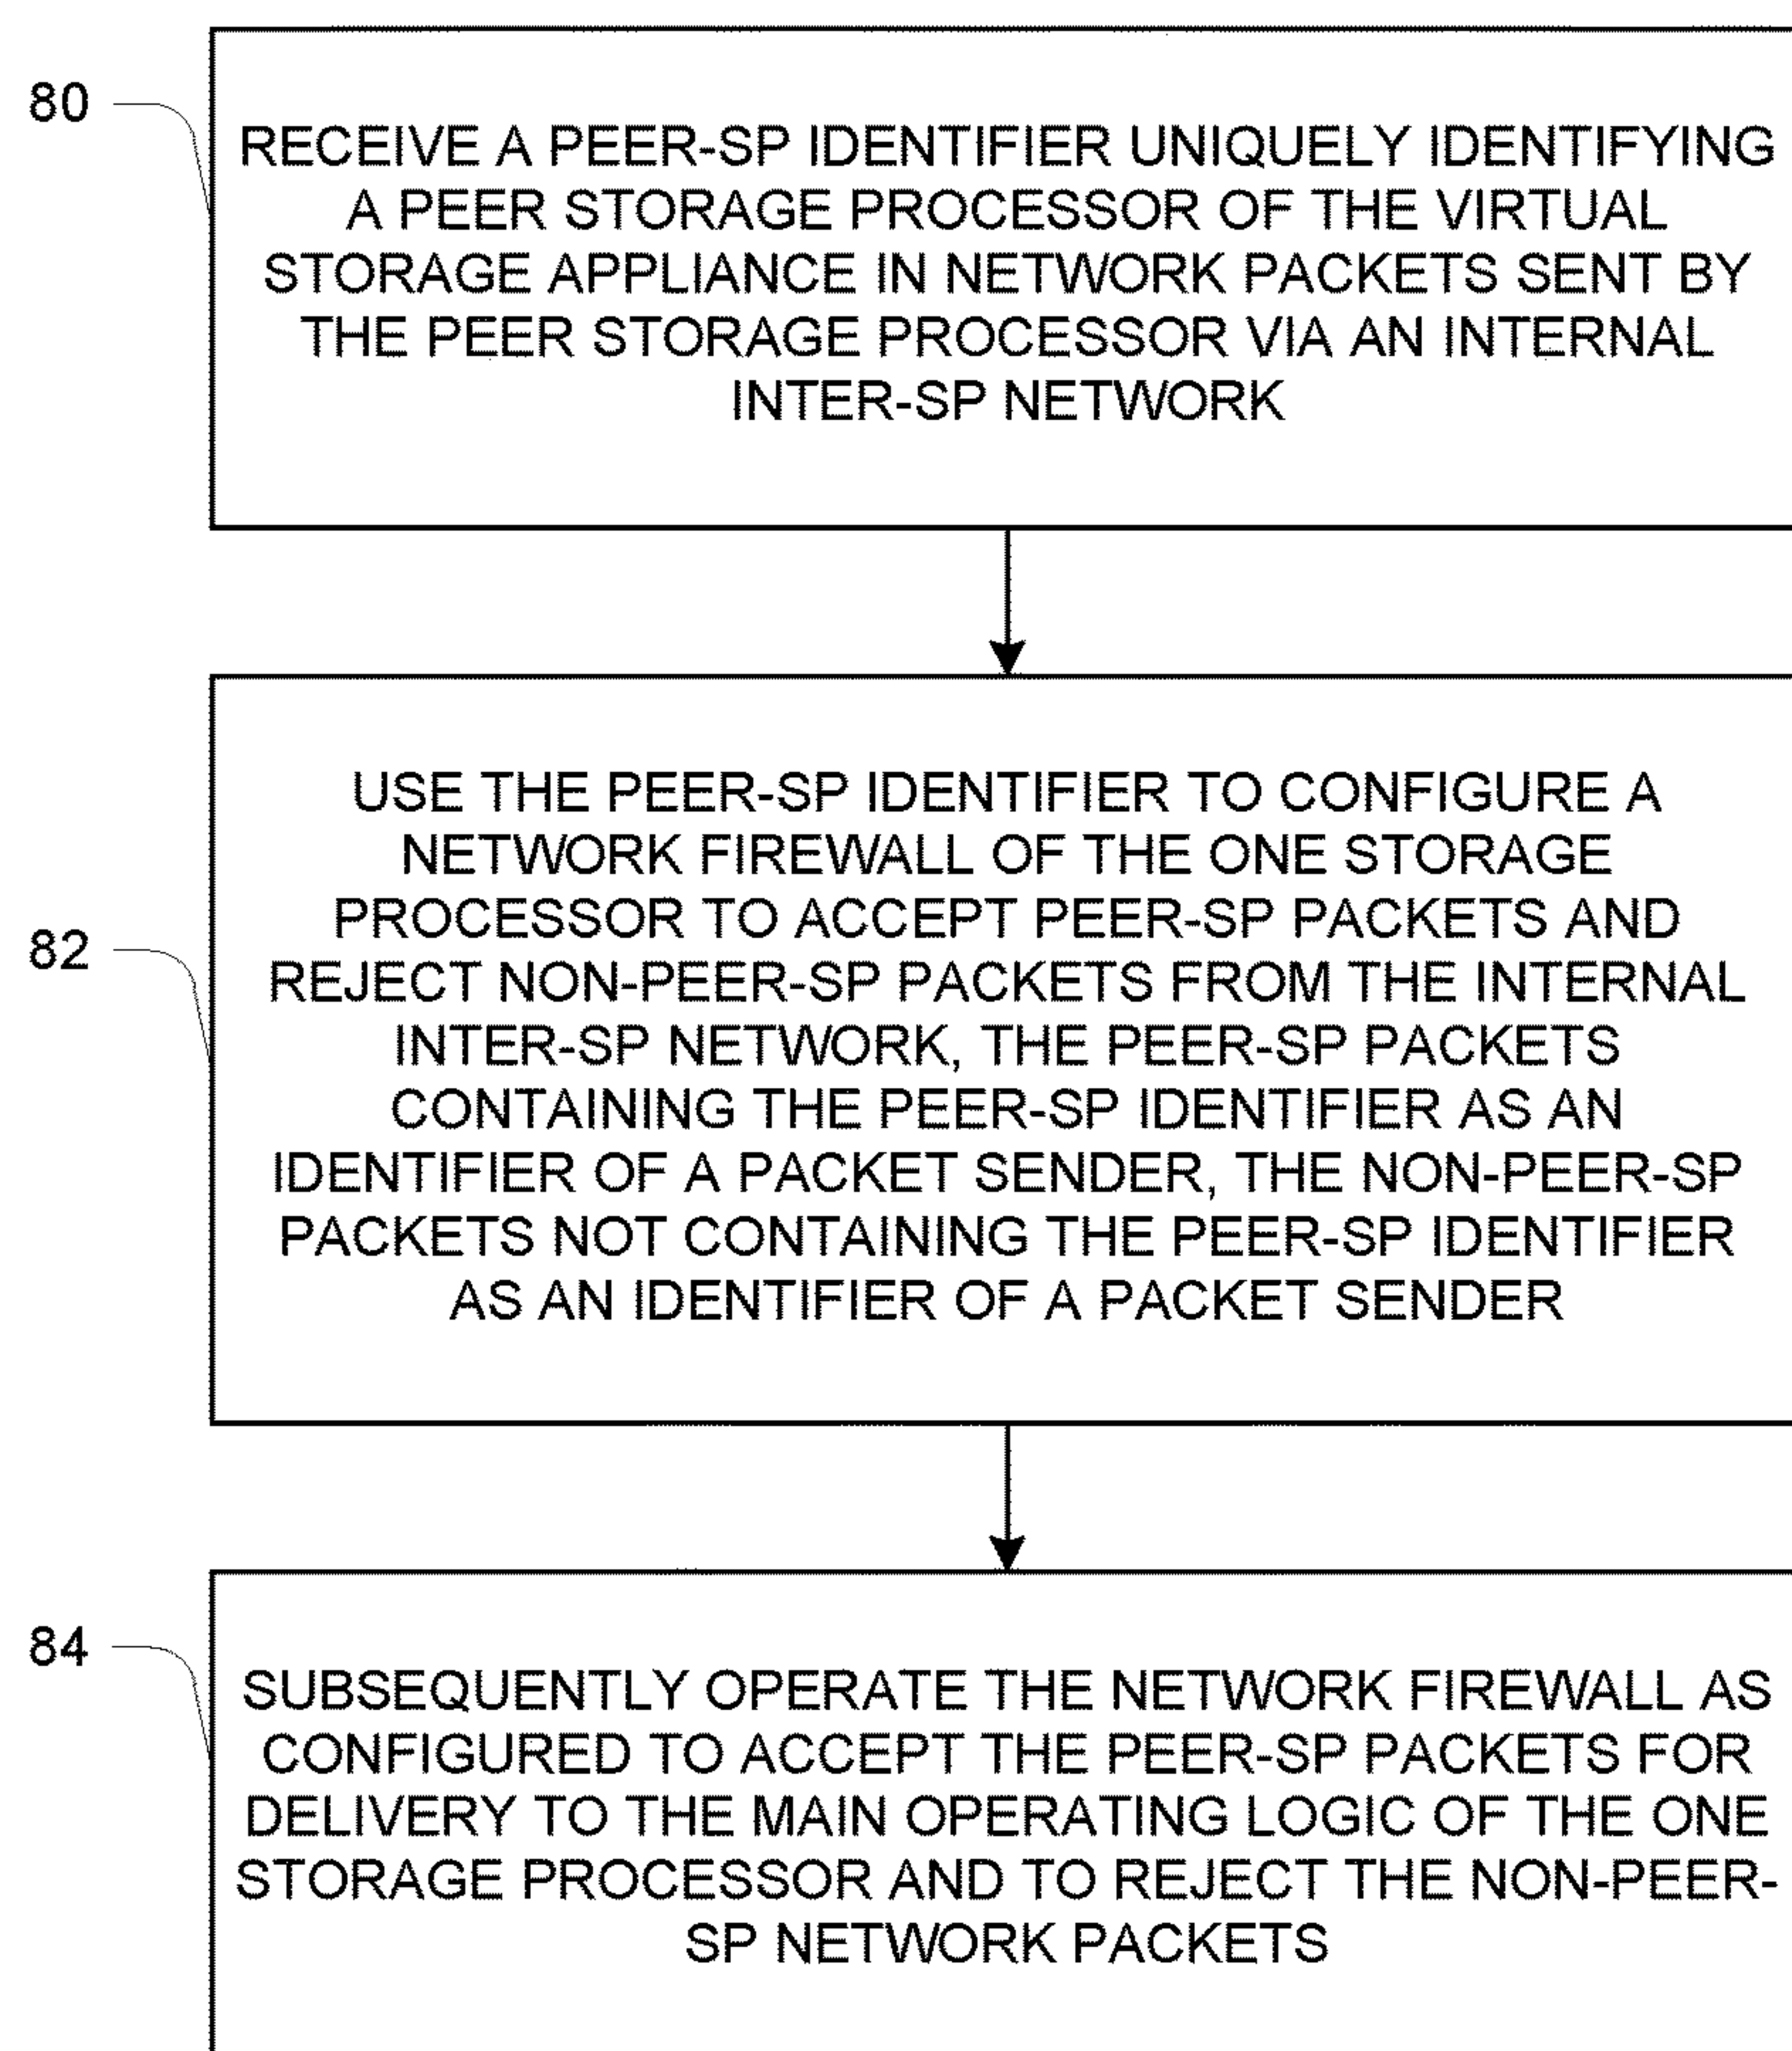 80
RECEIVE A PEER-SP IDENTIFIER UNIQUELY IDENTIFYING
A PEER STORAGE PROCESSOR OF THE VIRTUAL
STORAGE APPLIANCE IN NETWORK PACKETS SENT BY
THE PEER STORAGE PROCESSOR VIA AN INTERNAL
INTER-SP NETWORK
82
USE THE PEER-SP IDENTIFIER TO CONFIGURE A
NETWORK FIREWALL OF THE ONE STORAGE
PROCESSOR TO ACCEPT PEER-SP PACKETS AND
REJECT NON-PEER-SP PACKETS FROM THE INTERNAL
INTER-SP NETWORK, THE PEER-SP PACKETS
CONTAINING THE PEER-SP IDENTIFIER AS AN
IDENTIFIER OF A PACKET SENDER, THE NON-PEER-SP
PACKETS NOT CONTAINING THE PEER-SP IDENTIFIER
AS AN IDENTIFIER OF A PACKET SENDER
84
SUBSEQUENTLY OPERATE THE NETWORK FIREWALL AS
CONFIGURED TO ACCEPT THE PEER-SP PACKETS FOR
DELIVERY TO THE MAIN OPERATING LOGIC OF THE ONE
STORAGE PROCESSOR AND TO REJECT THE NON-PEER-
SP NETWORK PACKETS